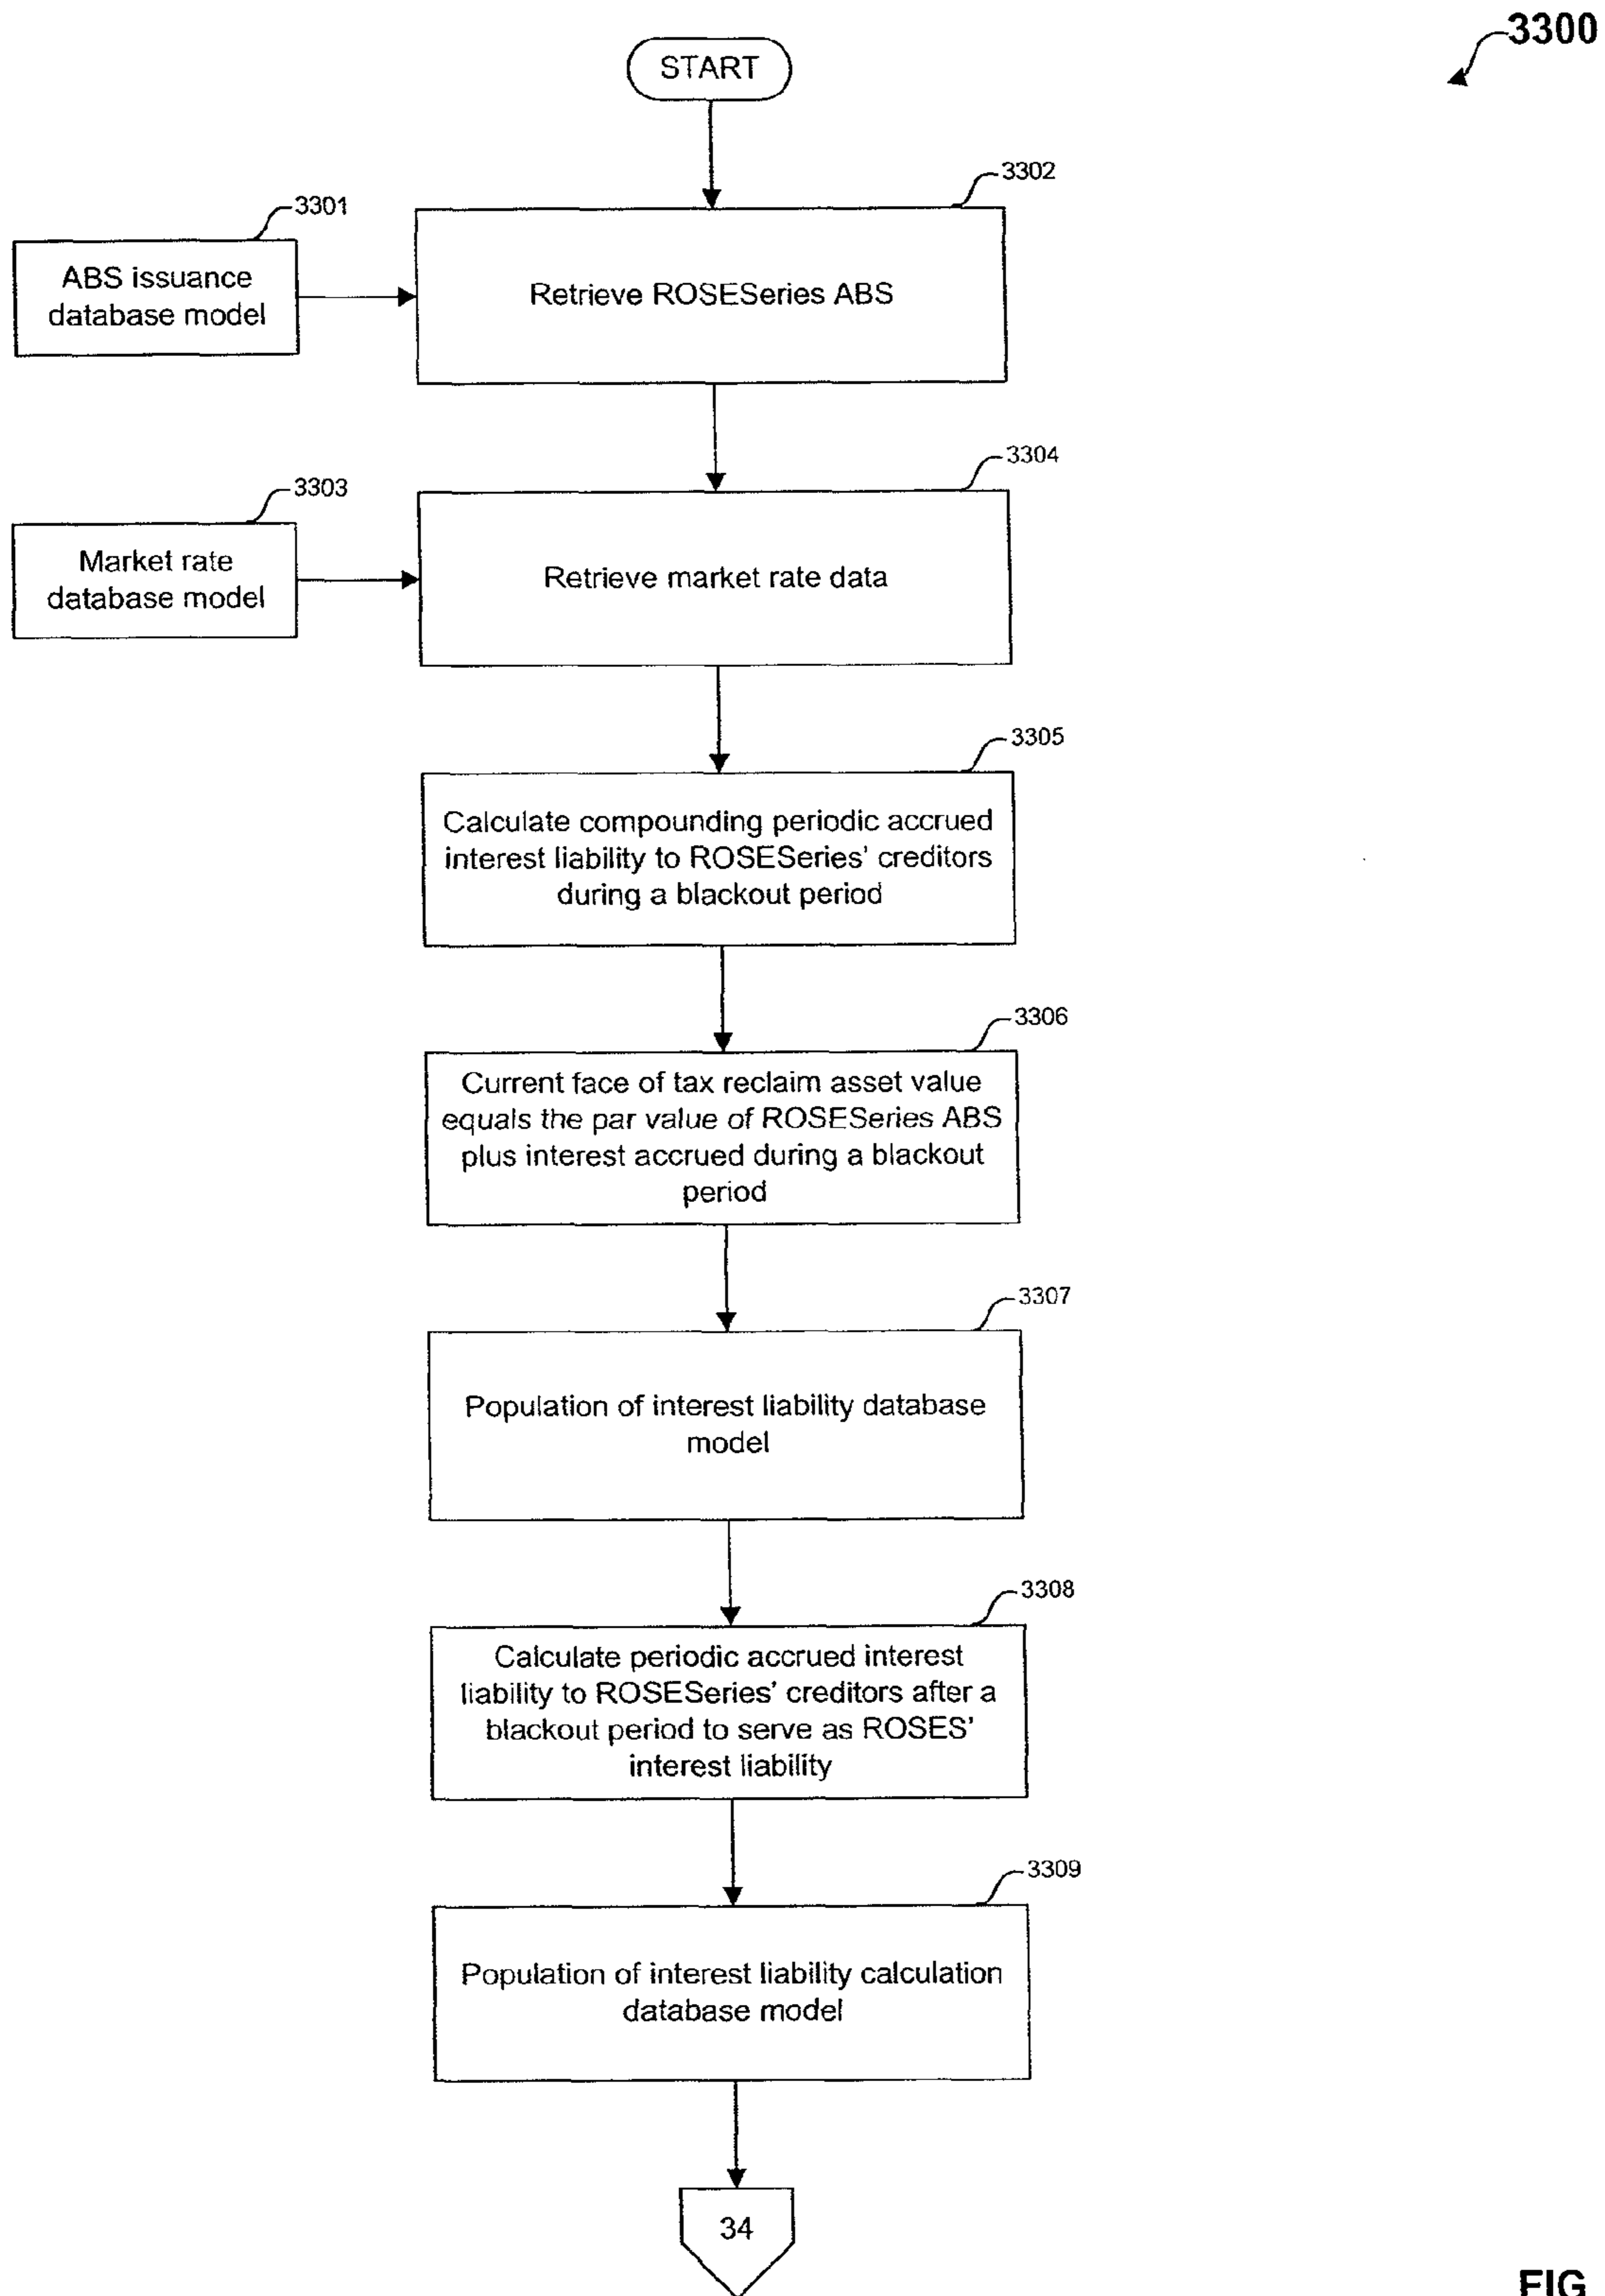 3300
START
3302
3301
ABS issuance
database model
Retrieve ROSESeries ABS
3304
3303
Market rate
database model
Retrieve market rate data
3305
Calculate compounding periodic accrued
interest liability to ROSESeries' creditors
during a blackout period
3306
Current face of tax reclaim asset value
equals the par value of ROSESeries ABS
plus interest accrued during a blackout
period
3307
Population of interest liability database
model
3308
Calculate periodic accrued interest
liability to ROSESeries' creditors after a
blackout period to serve as ROSES'
interest liability
3309
Population of interest liability calculation
database model
34
FIG